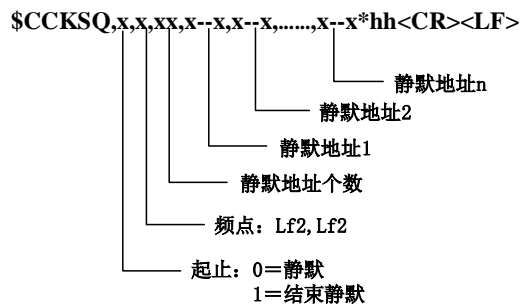 $CCKSQ,x,x,xx,x--x,x--x,……,x--x*hh<CR><LF>
静默地址n
静默地址2
静默地址1
静默地址个数
频点：Lf2,Lf2
起止：0＝静默
1＝结束静默